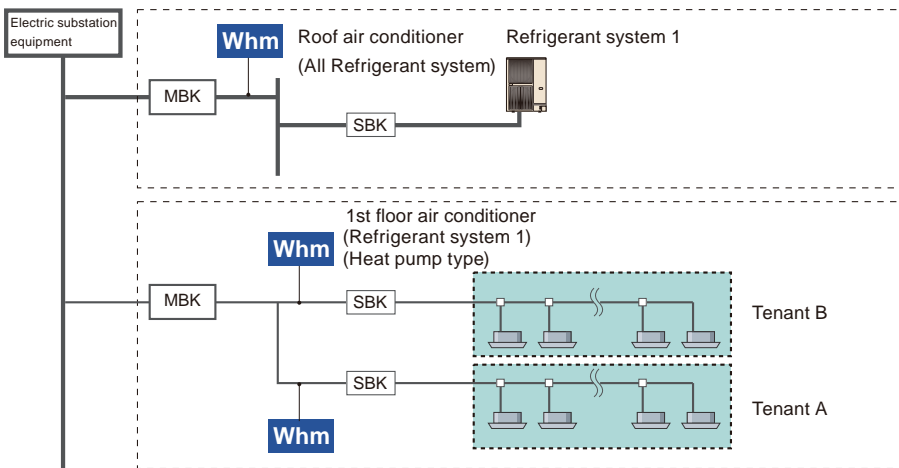 Electric substation
equipment
Whm
Roof air conditioner
(All Refrigerant system)
Refrigerant system 1
MBK
SBK
1st floor air conditioner
(Refrigerant system 1)
(Heat pump type)
Whm
MBK
SBK
Tenant B
SBK
Tenant A
Whm